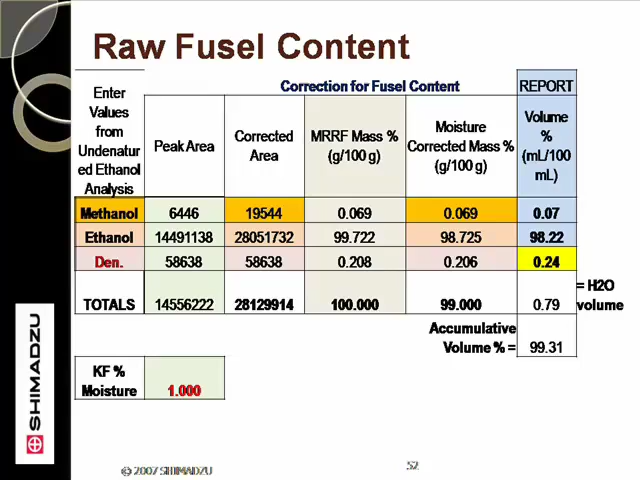 Raw Fusel Content
Enter
Values
from
Undenatur
ed Ethanol
Analysis
Correction for Fusel Content
REPORT
Peak Area
Corrected
Area
MRRF Mass %
(g/100 g)
Moisture
Corrected Mass %
(g/100 g)
Volume
%
(mL/100
mL)
Methanol 6446 19544 0.069 0.069 0.07
Ethanol 14491138 28051732 99.722 98.725 98.22
Den. 58638 58638 0.208 0.206 0.24
TOTALS 14556222 28129914 100.000 99.000 0.79
= H2O
volume
Accumulative
Volume % =
99.31
KF %
Moisture
1.000
SHIMADZU
© 2007 SHIMADZU
52